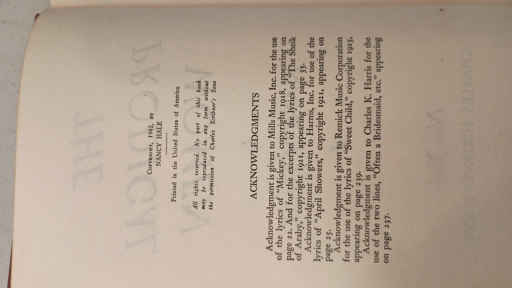 COPYRIGHT, 1942, BY
NANCY HALE
Printed in the United States of America
All rights reserved. No part of this book
may be reproduced in any form without
the permission of Charles Scribner's Sons
ACKNOWLEDGMENTS
Acknowledgment is given to Mills Music, Inc. for the use
of the lyrics of "Mickey," copyright 1918, appearing on
page 21. And for the excerpts of the lyrics of "The Sheik
of Araby," copyright 1921, appearing on page 33.
Acknowledgment is given to Harms, Inc. for use of the
lyrics of "April Showers," copyright 1921, appearing on
page 25.
Acknowledgment is given to Remick Music Corporation
for the use of the lyrics of "Sweet Child," copyright 1925,
appearing on page 239.
Acknowledgment is given to Charles K. Harris for the
use of the two lines, "Often a Bridesmaid, etc." appearing
on page 237.